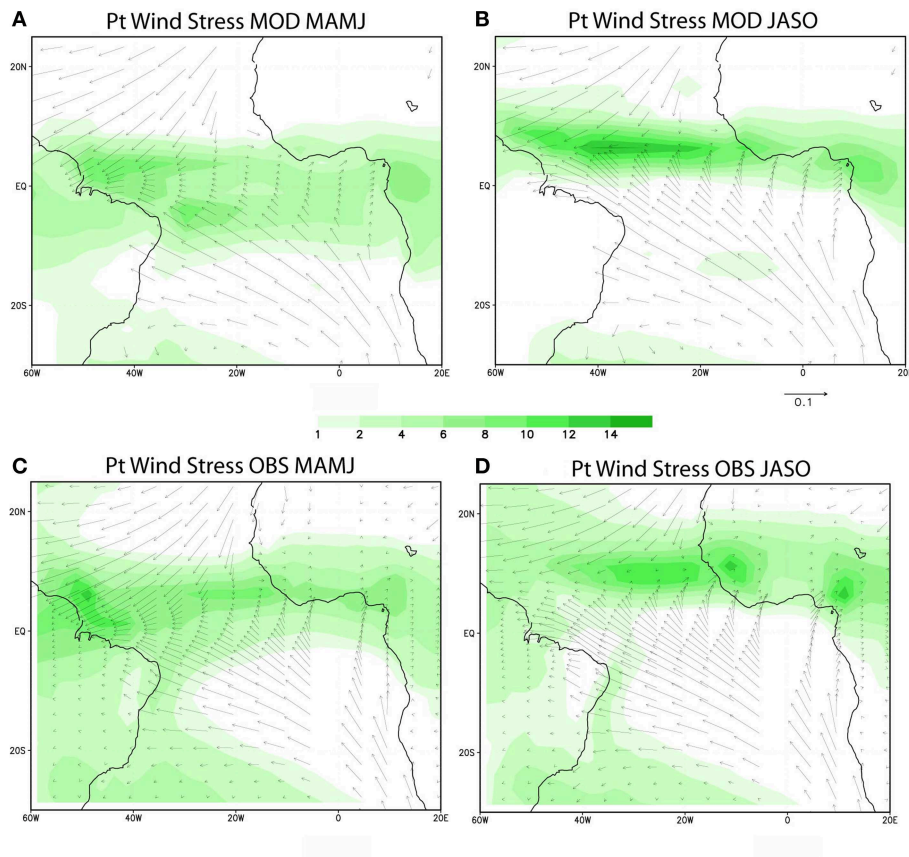 A
Pt Wind Stress MOD MAMJ
B
Pt Wind Stress MOD JASO
20N
EQ
20S
60W 40W 20W 0 20E
20N
EQ
20S
60W 40W 20W 0 20
0.1
1 2 4 6 8 10 12 14
C
Pt Wind Stress OBS MAMJ
D
Pt Wind Stress OBS JASO
20N
EQ
20S
60W 40W 20W 0 20E
20N
EQ
20S
60W 40W 20W 0 20E